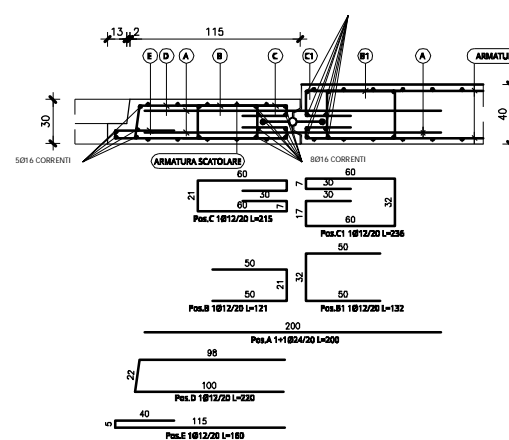 13 2 115
E D A B C C1 B1 A ARMATU
30
40
5Ø16 CORRENTI ARMATURA SCATOLARE 8Ø16 CORRENTI
60
21 30
60 7
Pos.C 1Ø12/20 L=215
60
7 30
30 32
17 60
Pos.C1 1Ø12/20 L=236
50
21
50
Pos.B 1Ø12/20 L=121
50
32
50
Pos.B1 1Ø12/20 L=132
200
Pos.A 1+1Ø24/20 L=200
98
22
100
Pos.D 1Ø12/20 L=220
40
5 115
Pos.E 1Ø12/20 L=160